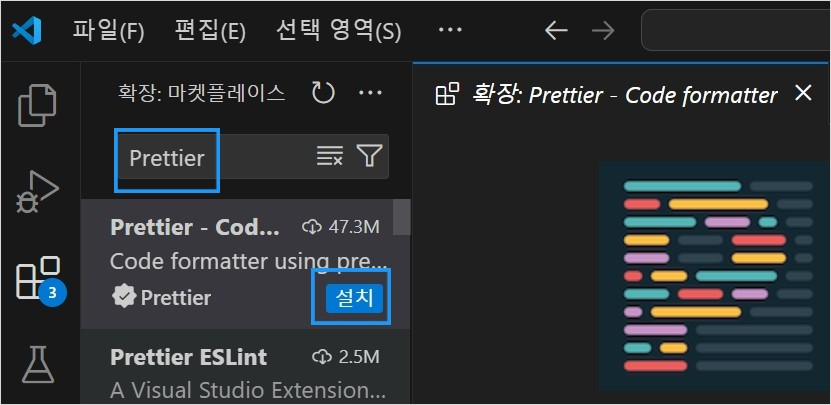 파일(F) 편집(E) 선택 영역(S) ···
확장: 마켓플레이스 ···
Prettier
Prettier - Cod... 47.3M
Code formatter using pre...
Prettier 설치
Prettier ESLint 2.5M
A Visual Studio Extension...
3
확장: Prettier - Code formatter